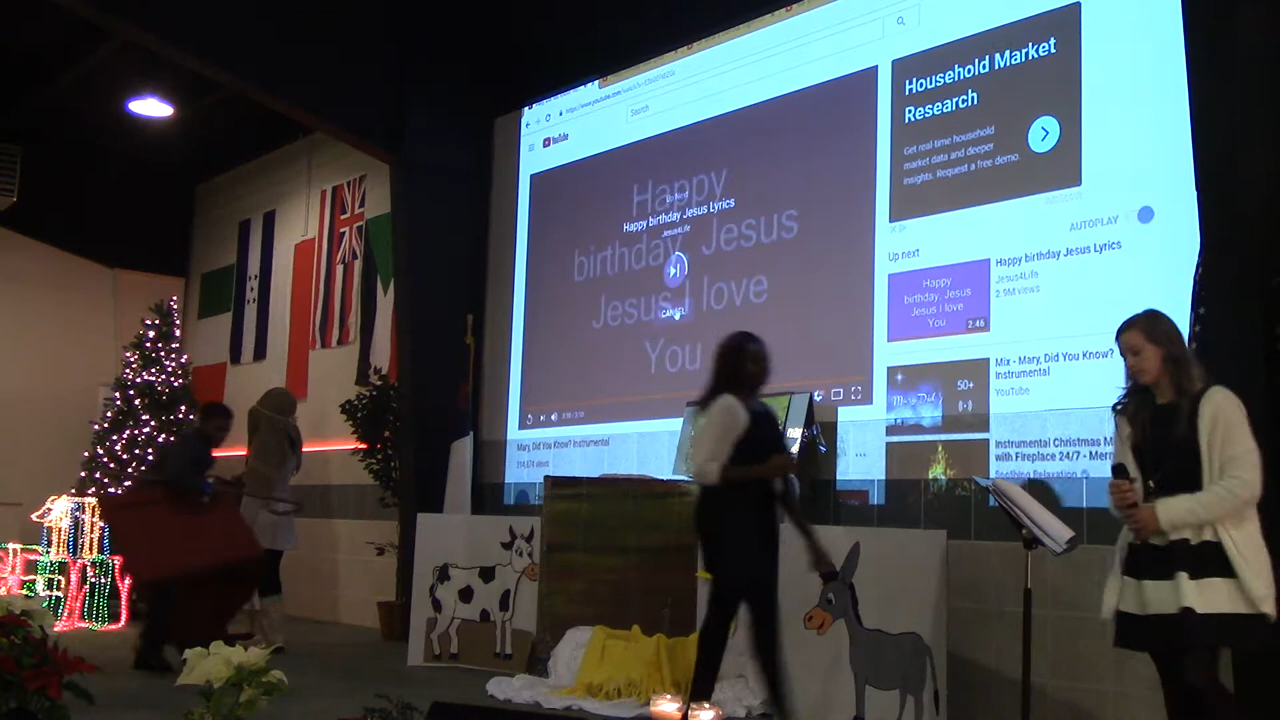 YouTube
Search
Happy
birthday, Jesus
Jesus I love
You
Up Next
Happy birthday Jesus Lyrics
Jesus4Life
CANCEL
Mary, Did You Know? Instrumental
Household Market
Research
Get real-time household
market data and deeper
insights. Request a free demo.
AUTOPLAY
Up next
Happy birthday, Jesus
Jesus I love
You
2:46
Happy birthday Jesus Lyrics
Jesus4Life
2.9M views
Mary Did
50+
Mix - Mary, Did You Know?
Instrumental
YouTube
Instrumental Christmas M
with Fireplace 24/7 - Merr
Soothing Relaxation